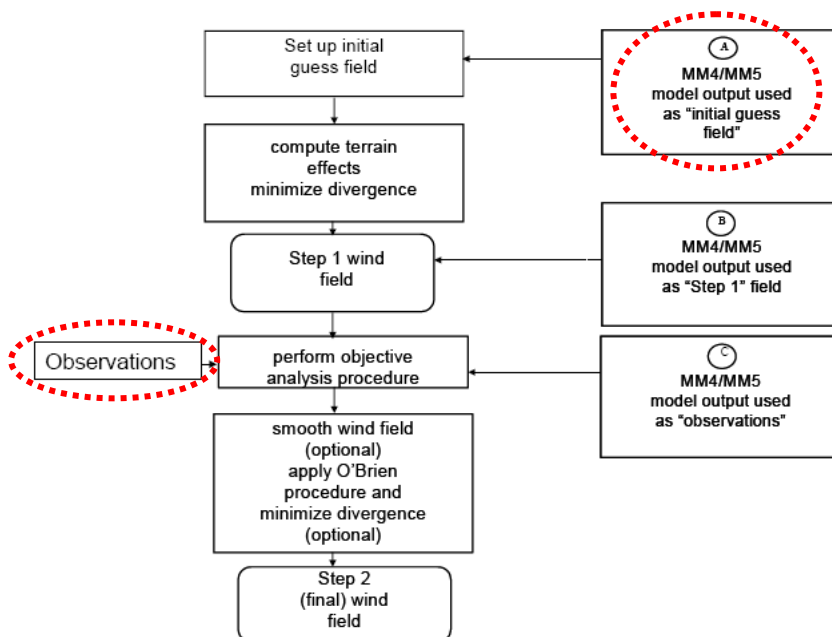 Set up initial
guess field
A
MM4/MM5
model output used
as “initial guess
field”
compute terrain
effects
minimize divergence
B
MM4/MM5
model output used
as “Step 1” field
Step 1 wind
field
Observations
perform objective
analysis procedure
C
MM4/MM5
model output used
as “observations”
smooth wind field
(optional)
apply O’Brien
procedure and
minimize divergence
(optional)
Step 2
(final) wind
field